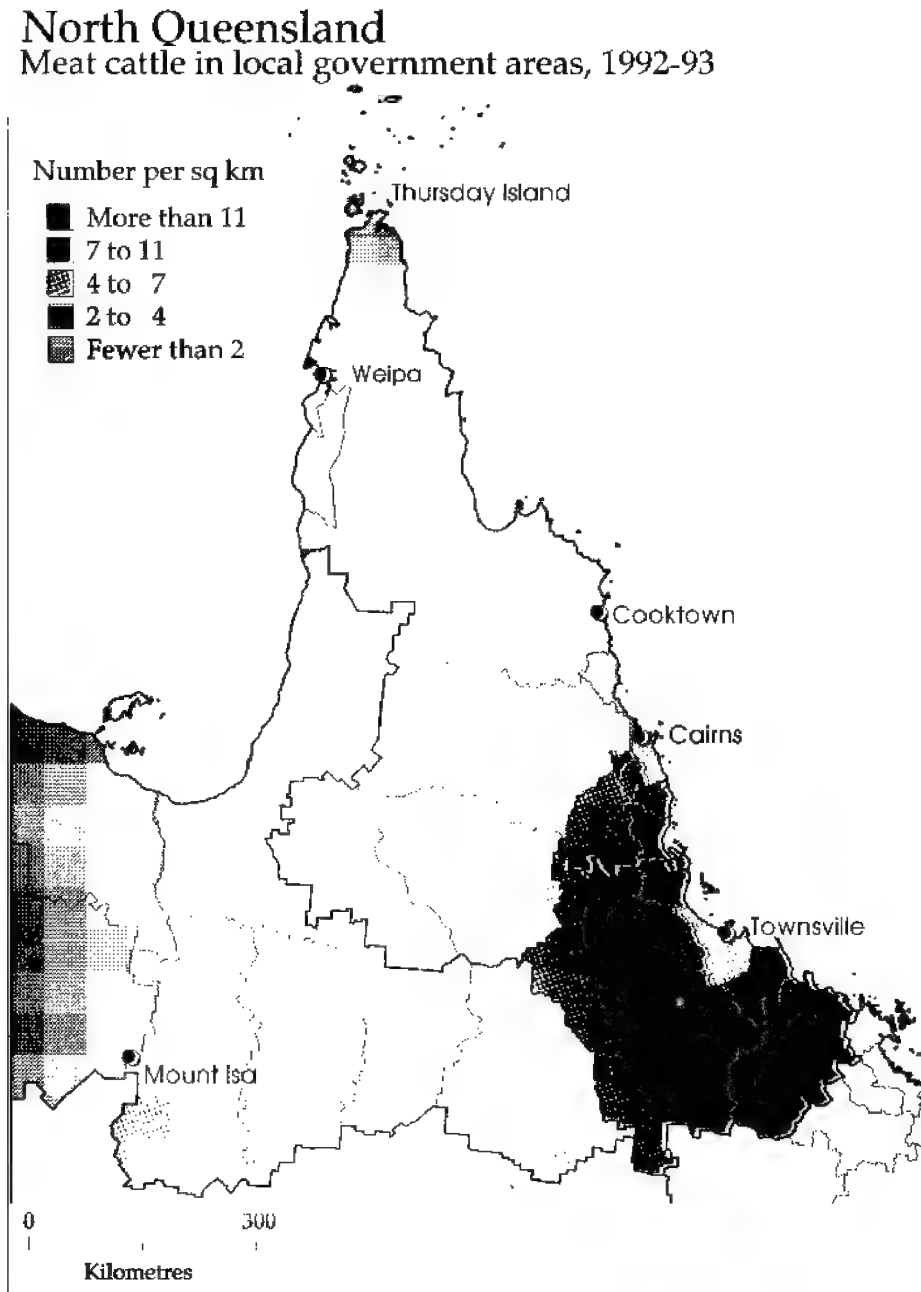 North Queensland
Meat cattle in local government areas, 1992-93
Number per sq km
More than 11
7 to 11
4 to 7
2 to 4
Fewer than 2
Thursday Island
Weipa
Cooktown
Cairns
Townsville
Mount Isa
0 300
Kilometres